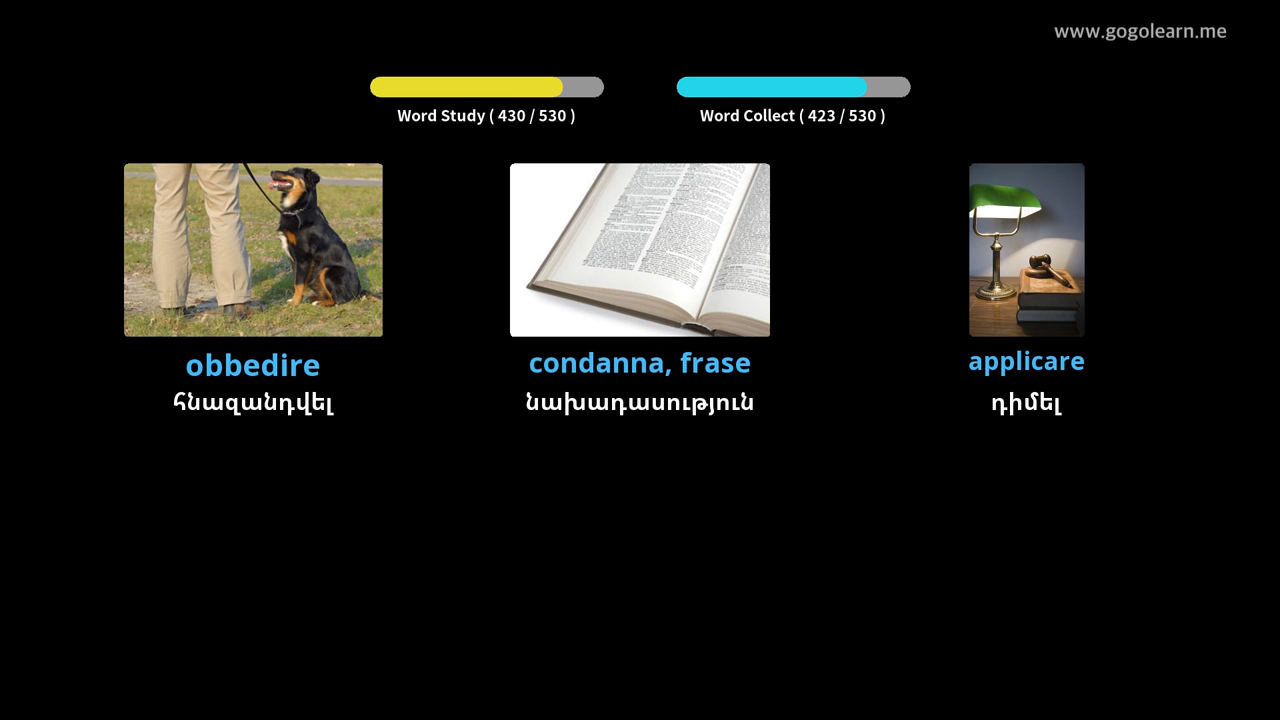 www.gogolearn.me
Word Study ( 430 / 530 )
Word Collect ( 423 / 530 )
obbedire
հնազանդվել
condanna, frase
նախադասություն
applicare
դիմել